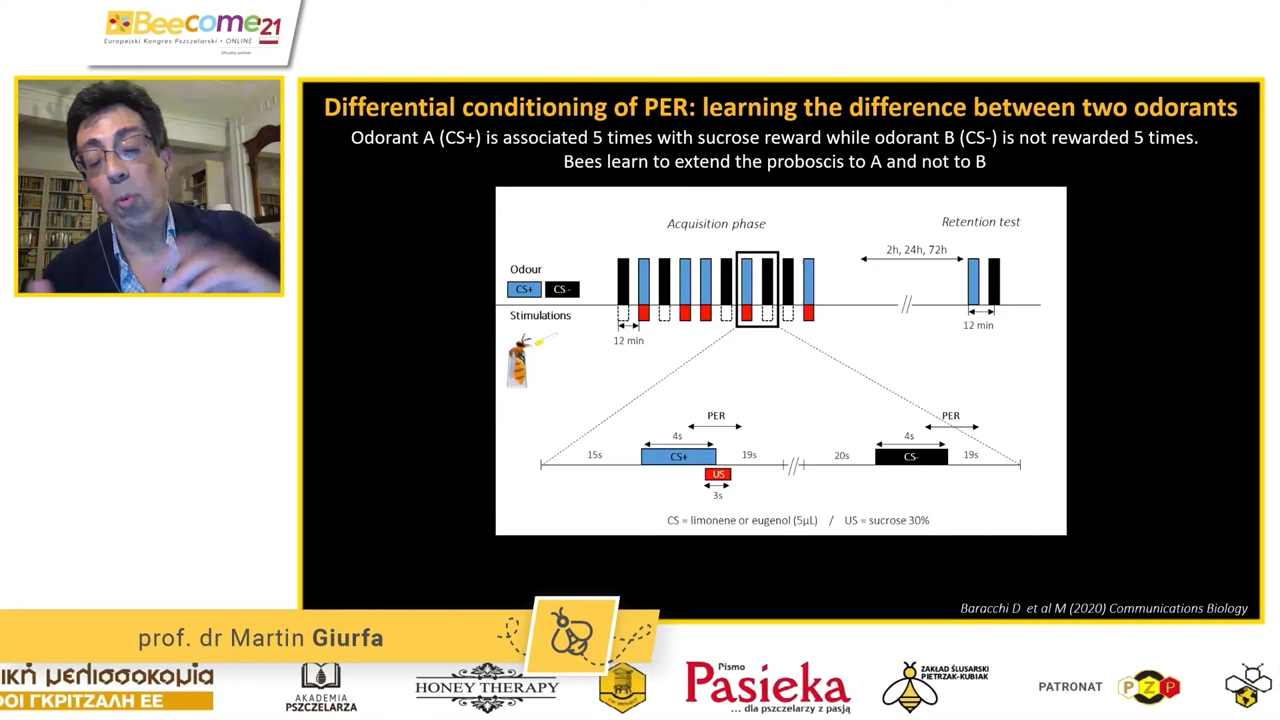 Beecome'21
Europejski Kongres Pszczelarski • ONLINE
Differential conditioning of PER: learning the difference between two odorants
Odorant A (CS+) is associated 5 times with sucrose reward while odorant B (CS-) is not rewarded 5 times.
Bees learn to extend the proboscis to A and not to B
Acquisition phase
Retention test
2h, 24h, 72h
Odour
CS+ CS-
Stimulations
12 min
12 min
PER
PER
4s
4s
15s
CS+
19s
20s
CS-
19s
US
3s
CS = limonene or eugenol (5µL) / US = sucrose 30%
Baracchi D et al M (2020) Communications Biology
prof. dr Martin Giurfa
ική μελισσοκομία
ΦΟΙ ΓΚΡΙΤΖΑΛΗ ΕΕ
AKADEMIA
PSZCZELARZA
HONEY THERAPY
Pismo
Pasieka
... dla pszczelarzy z pasją
ZAKŁAD ŚLUSARSKI
PIETRZAK-KUBIAK
PATRONAT
PZP